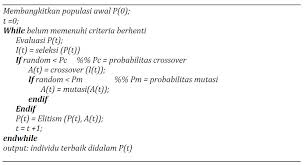 Membangkitkan populasi awal P(0);
t =0;
While belum memenuhi criteria berhenti
Evaluasi P(t);
I(t) = seleksi {P(t)}
If random < Pc %% Pc = probabilitas crossover
A(t) = crossover {I(t)};
If random < Pm %% Pm = probabilitas mutasi
A(t) = mutasi{A(t)};
endif
Endif
P(t) = Elitism {P(t), A(t)};
t = t +1;
endwhile
output: individu terbaik didalam P(t)